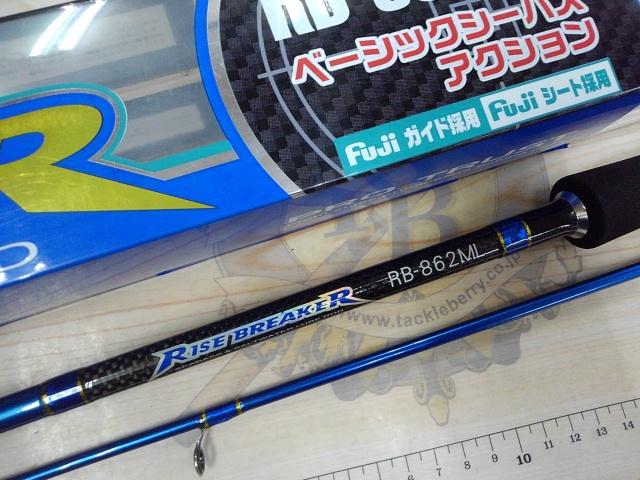 ベーシックシーバス
アクション
Fuji ガイド採用
Fuji シート採用
PRO TRUST
RB-862ML
www.tackleberry.co.jp
RISE BREAKER
10
11
12
13
14